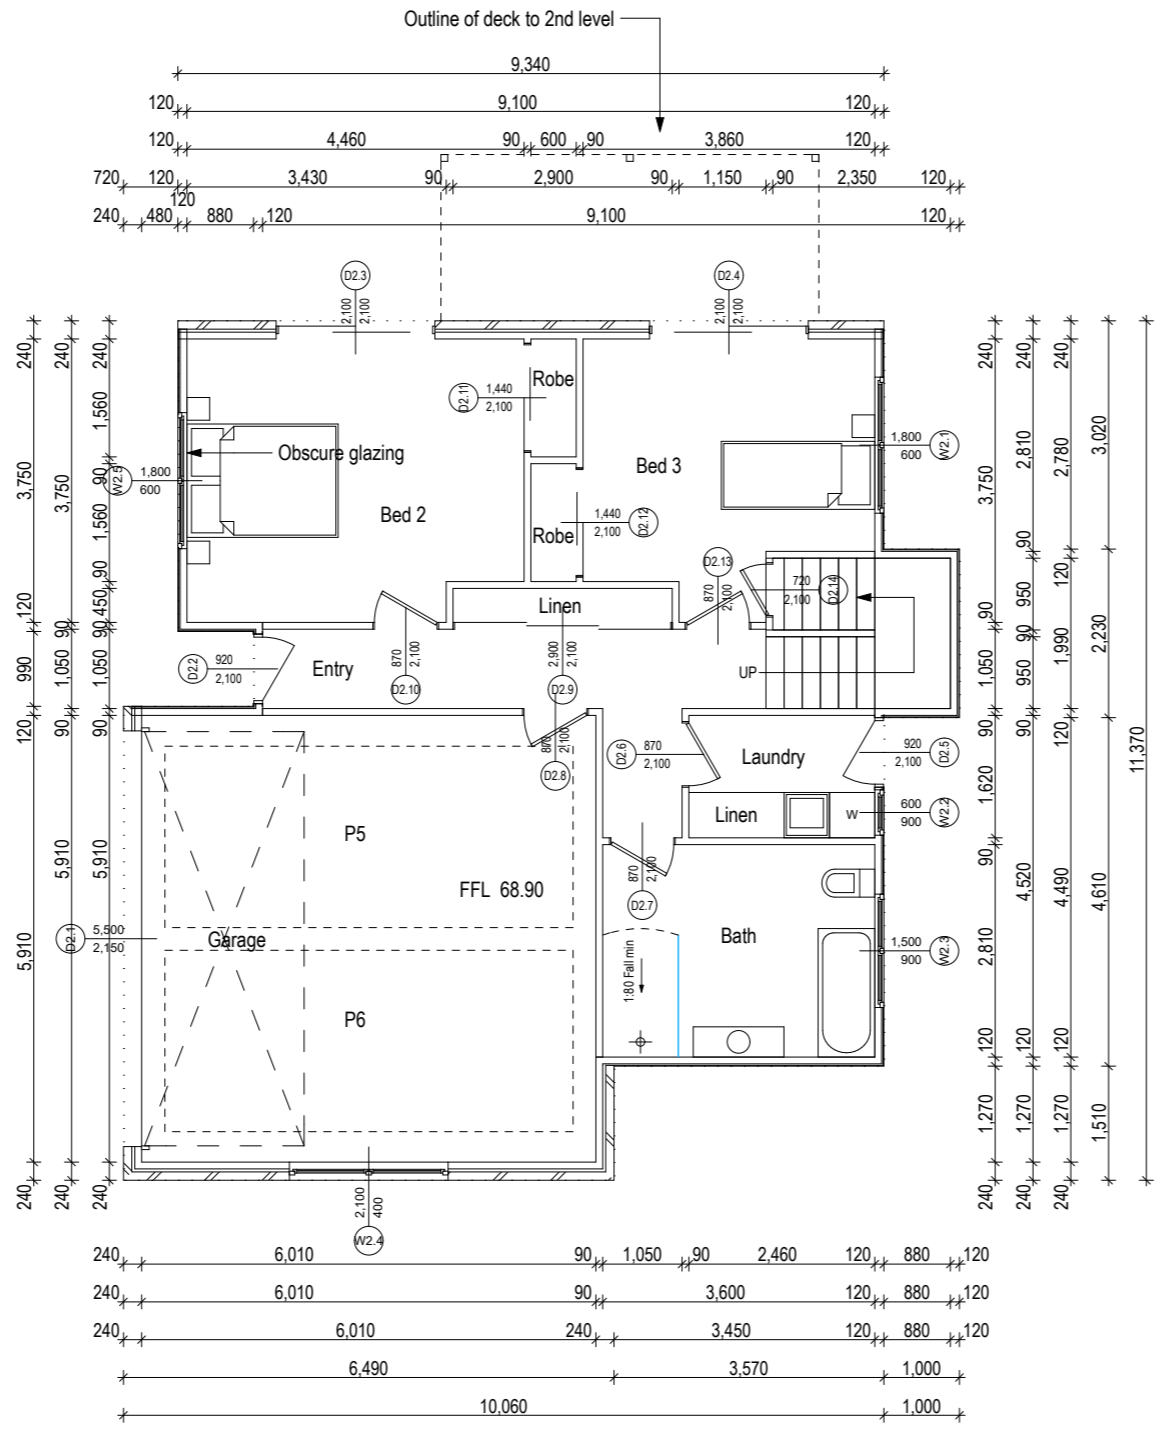 Outline of deck to 2nd level
9,340
120 9,100 120
120 4,460 90 600 90 3,860 120
720 120 3,430 90 2,900 90 1,150 90 2,350 120
120
240 480 880 120 9,100 120
D2.3
2,100
2,100
D2.4
2,100
2,100
240
3,750
120
990
120
5,910
240
240
3,750
90
1,050
90
5,910
240
240
1,560
90
1,560
90
450
90
1,050
90
5,910
240
Robe
D2.11
1,440
2,100
Obscure glazing
W2.5
1,800
600
Bed 2
Bed 3
W2.1
1,800
600
Robe
D2.12
1,440
2,100
D2.13
870
2,100
D2.14
720
2,100
Linen
Entry
D2.2
920
2,100
D2.10
870
2,100
D2.9
2,900
2,100
UP
D2.8
870
2,100
D2.6
870
2,100
Laundry
D2.5
920
2,100
Linen
W
W2.2
600
900
P5
FFL 68.90
D2.7
870
2,100
Garage
D2.1
5,500
2,150
Bath
W2.3
1,500
900
1:80 Fall min
P6
W2.4
2,100
400
240
3,750
90
1,050
90
1,620
90
2,810
120
1,270
240
240
2,810
90
950
90
950
90
4,520
120
1,270
240
240
2,780
120
1,990
120
4,490
120
1,270
240
3,020
2,230
4,610
1,510
11,370
240 6,010 90 1,050 90 2,460 120 880 120
240 6,010 90 3,600 120 880 120
240 6,010 240 3,450 120 880 120
6,490 3,570 1,000
10,060 1,000